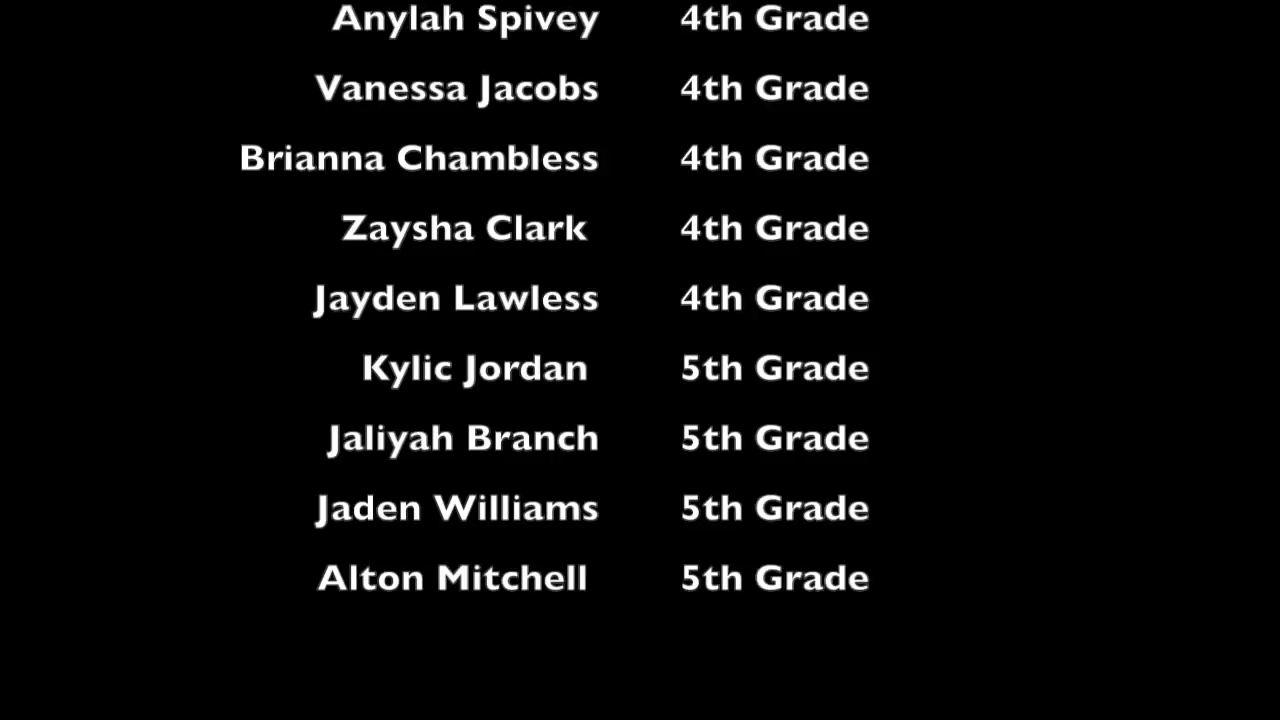 Anylah Spivey 4th Grade
Vanessa Jacobs 4th Grade
Brianna Chambless 4th Grade
Zaysha Clark 4th Grade
Jayden Lawless 4th Grade
Kylic Jordan 5th Grade
Jaliyah Branch 5th Grade
Jaden Williams 5th Grade
Alton Mitchell 5th Grade